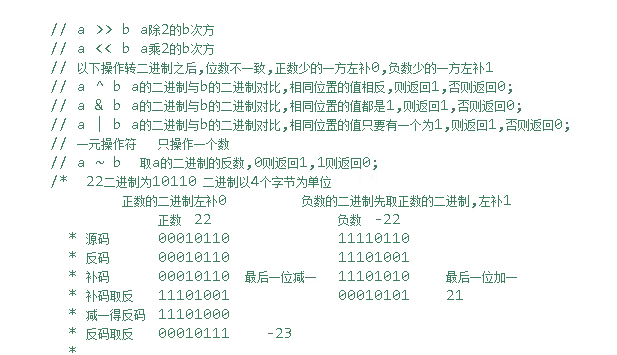 // a >> b a除2的b次方
// a << b a乘2的b次方
// 以下操作转二进制之后,位数不一致,正数少的一方左补0,负数少的一方左补1
// a ^ b a的二进制与b的二进制对比,相同位置的值相反,则返回1,否则返回0;
// a & b a的二进制与b的二进制对比,相同位置的值都是1,则返回1,否则返回0;
// a | b a的二进制与b的二进制对比,相同位置的值只要有一个为1,则返回1,否则返回0;
// 一元操作符 只操作一个数
// a ~ b 取a的二进制的反数,0则返回1,1则返回0;
/* 22二进制为10110 二进制以4个字节为单位
正数的二进制左补0 负数的二进制先取正数的二进制,左补1
正数 22 负数 -22
* 源码 00010110 11110110
* 反码 00010110 11101001
* 补码 00010110 最后一位减一 11101010 最后一位加一
* 补码取反 11101001 00010101 21
* 减一得反码 11101000
* 反码取反 00010111 -23
*